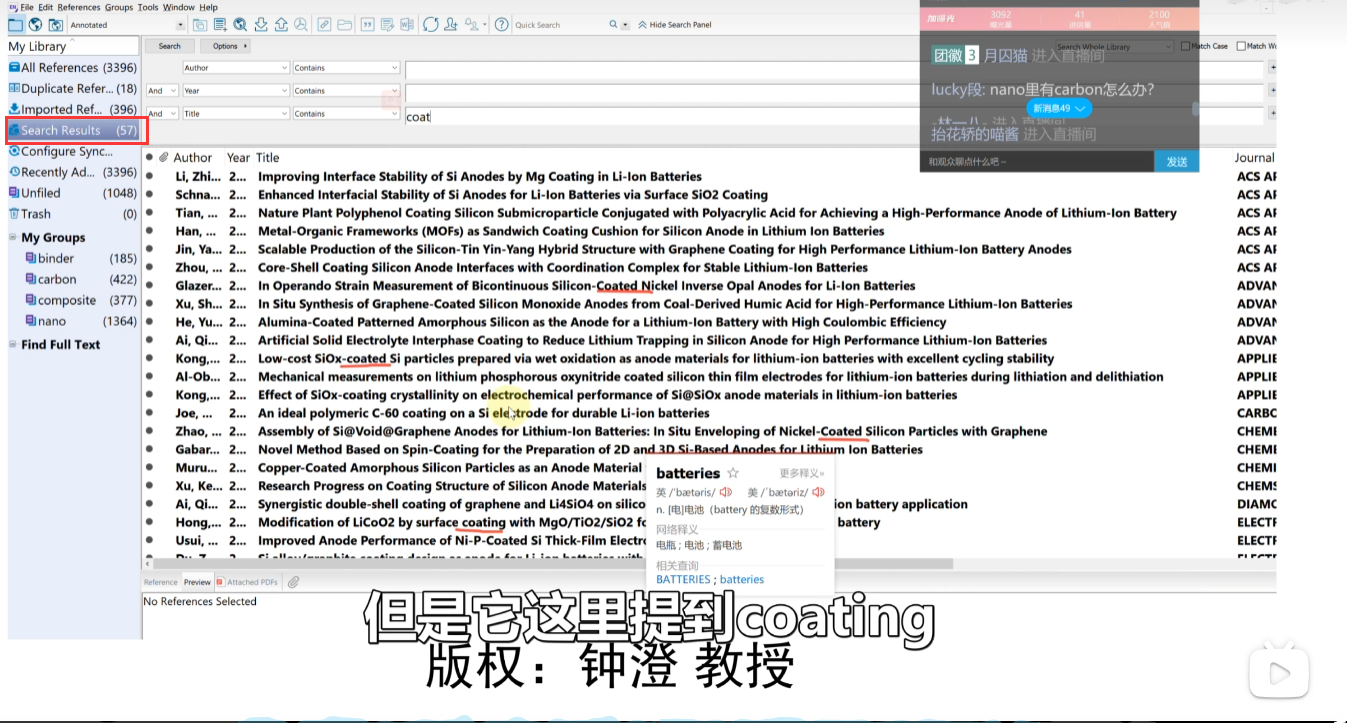 File Edit References Groups Tools Window Help
Annotated
Quick Search
Hide Search Panel
加哪戏 3092 41 2100
My Library
Search Options
Search Whole Library Match Case Match Wo
团徽 3 月囚猫 进入直播间
All References (3396)
Author Contains
Duplicate Refer... (18)
And Year Contains
lucky段: nano里有carbon怎么办?
新消息49
Imported Ref... (396)
And Title Contains coat
抬花轿的喵酱 进入直播间
Search Results (57)
Configure Sync...
和观众聊点什么吧~ 发送
Author Year Title Journal
Recently Ad... (3396)
Unfiled (1048)
Trash (0)
My Groups
binder (185)
carbon (422)
composite (377)
nano (1364)
Find Full Text
Li, Zhi... 2... Improving Interface Stability of Si Anodes by Mg Coating in Li-Ion Batteries ACS AP
Schna... 2... Enhanced Interfacial Stability of Si Anodes for Li-Ion Batteries via Surface SiO2 Coating ACS AP
Tian, ... 2... Nature Plant Polyphenol Coating Silicon Submicroparticle Conjugated with Polyacrylic Acid for Achieving a High-Performance Anode of Lithium-Ion Battery ACS AP
Han, ... 2... Metal-Organic Frameworks (MOFs) as Sandwich Coating Cushion for Silicon Anode in Lithium Ion Batteries ACS AP
Jin, Ya... 2... Scalable Production of the Silicon-Tin Yin-Yang Hybrid Structure with Graphene Coating for High Performance Lithium-Ion Battery Anodes ACS AP
Zhou, ... 2... Core-Shell Coating Silicon Anode Interfaces with Coordination Complex for Stable Lithium-Ion Batteries ACS AP
Glazer... 2... In Operando Strain Measurement of Bicontinuous Silicon-Coated Nickel Inverse Opal Anodes for Li-Ion Batteries ADVAN
Xu, Sh... 2... In Situ Synthesis of Graphene-Coated Silicon Monoxide Anodes from Coal-Derived Humic Acid for High-Performance Lithium-Ion Batteries ADVAN
He, Yu... 2... Alumina-Coated Patterned Amorphous Silicon as the Anode for a Lithium-Ion Battery with High Coulombic Efficiency ADVAN
Ai, Qi... 2... Artificial Solid Electrolyte Interphase Coating to Reduce Lithium Trapping in Silicon Anode for High Performance Lithium-Ion Batteries ADVAN
Kong,... 2... Low-cost SiOx-coated Si particles prepared via wet oxidation as anode materials for lithium-ion batteries with excellent cycling stability APPLIE
Al-Ob... 2... Mechanical measurements on lithium phosphorous oxynitride coated silicon thin film electrodes for lithium-ion batteries during lithiation and delithiation APPLIE
Kong,... 2... Effect of SiOx-coating crystallinity on electrochemical performance of Si@SiOx anode materials in lithium-ion batteries APPLIE
Joe, ... 2... An ideal polymeric C-60 coating on a Si electrode for durable Li-ion batteries CARBO
Zhao, ... 2... Assembly of Si@Void@Graphene Anodes for Lithium-Ion Batteries: In Situ Enveloping of Nickel-Coated Silicon Particles with Graphene CHEME
Gabar... 2... Novel Method Based on Spin-Coating for the Preparation of 2D and 3D Si-Based Anodes for Lithium Ion Batteries CHEME
Muru... 2... Copper-Coated Amorphous Silicon Particles as an Anode Material CHEMI
Xu, Ke... 2... Research Progress on Coating Structure of Silicon Anode Materials CHEMI
Ai, Qi... 2... Synergistic double-shell coating of graphene and Li4SiO4 on silico ion battery application DIAMC
Hong,... 2... Modification of LiCoO2 by surface coating with MgO/TiO2/SiO2 fo battery ELECTF
Usui, ... 2... Improved Anode Performance of Ni-P-Coated Si Thick-Film Electro ELECTF
batteries 更多释义»
英 /ˈbætəris/ 美 /ˈbætəriz/
n. [电]电池 (battery 的复数形式)
网络释义
电瓶 ; 电池 ; 蓄电池
相关查询
BATTERIES ; batteries
Reference Preview Attached PDFs
No References Selected
但是它这里提到coating
版权：钟澄 教授